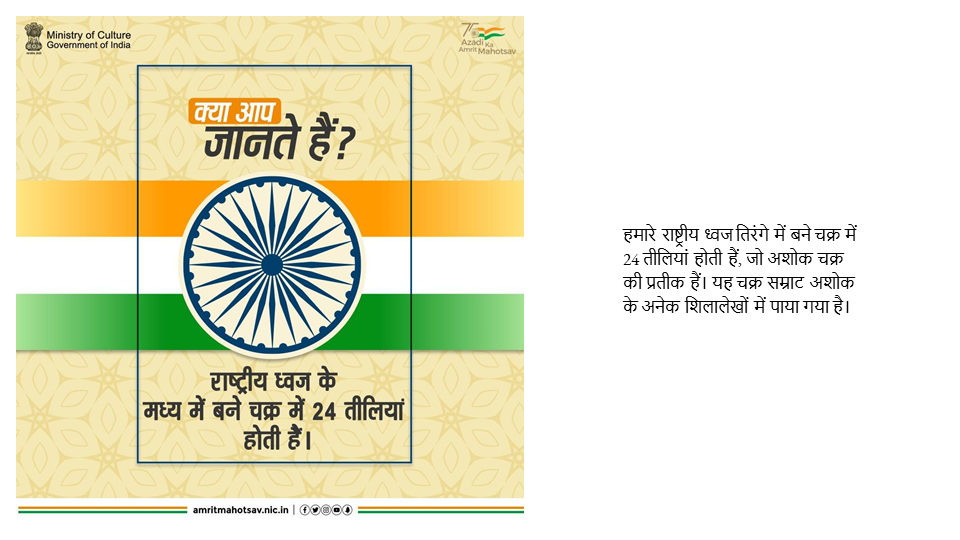 Ministry of Culture
Government of India
75
Azadi Ka
Amrit Mahotsav
क्या आप
जानते हैं?
राष्ट्रीय ध्वज के
मध्य में बने चक्र में 24 तीलियां
होती हैं।
amritmahotsav.nic.in |
हमारे राष्ट्रीय ध्वज तिरंगे में बने चक्र में
24 तीलियां होती हैं, जो अशोक चक्र
की प्रतीक हैं। यह चक्र सम्राट अशोक
के अनेक शिलालेखों में पाया गया है।